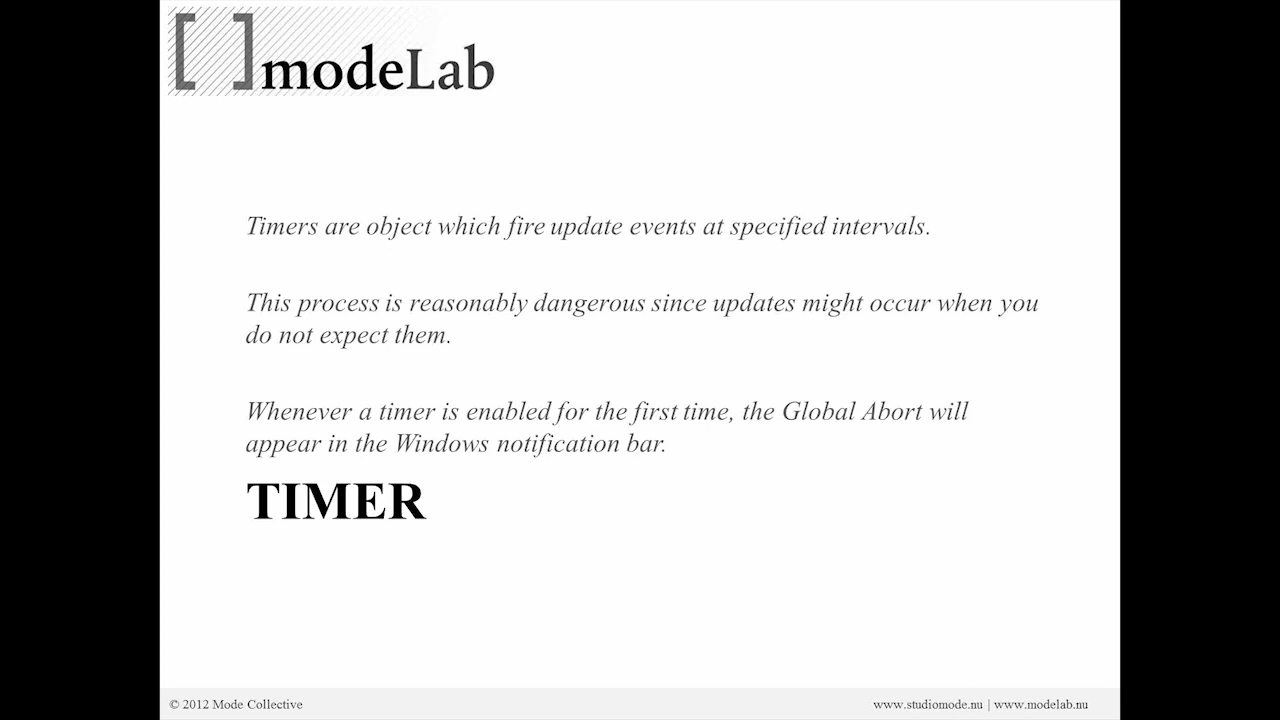 [ ] modeLab
Timers are object which fire update events at specified intervals.
This process is reasonably dangerous since updates might occur when you
do not expect them.
Whenever a timer is enabled for the first time, the Global Abort will
appear in the Windows notification bar.
TIMER
© 2012 Mode Collective
www.studiomode.nu | www.modelab.nu